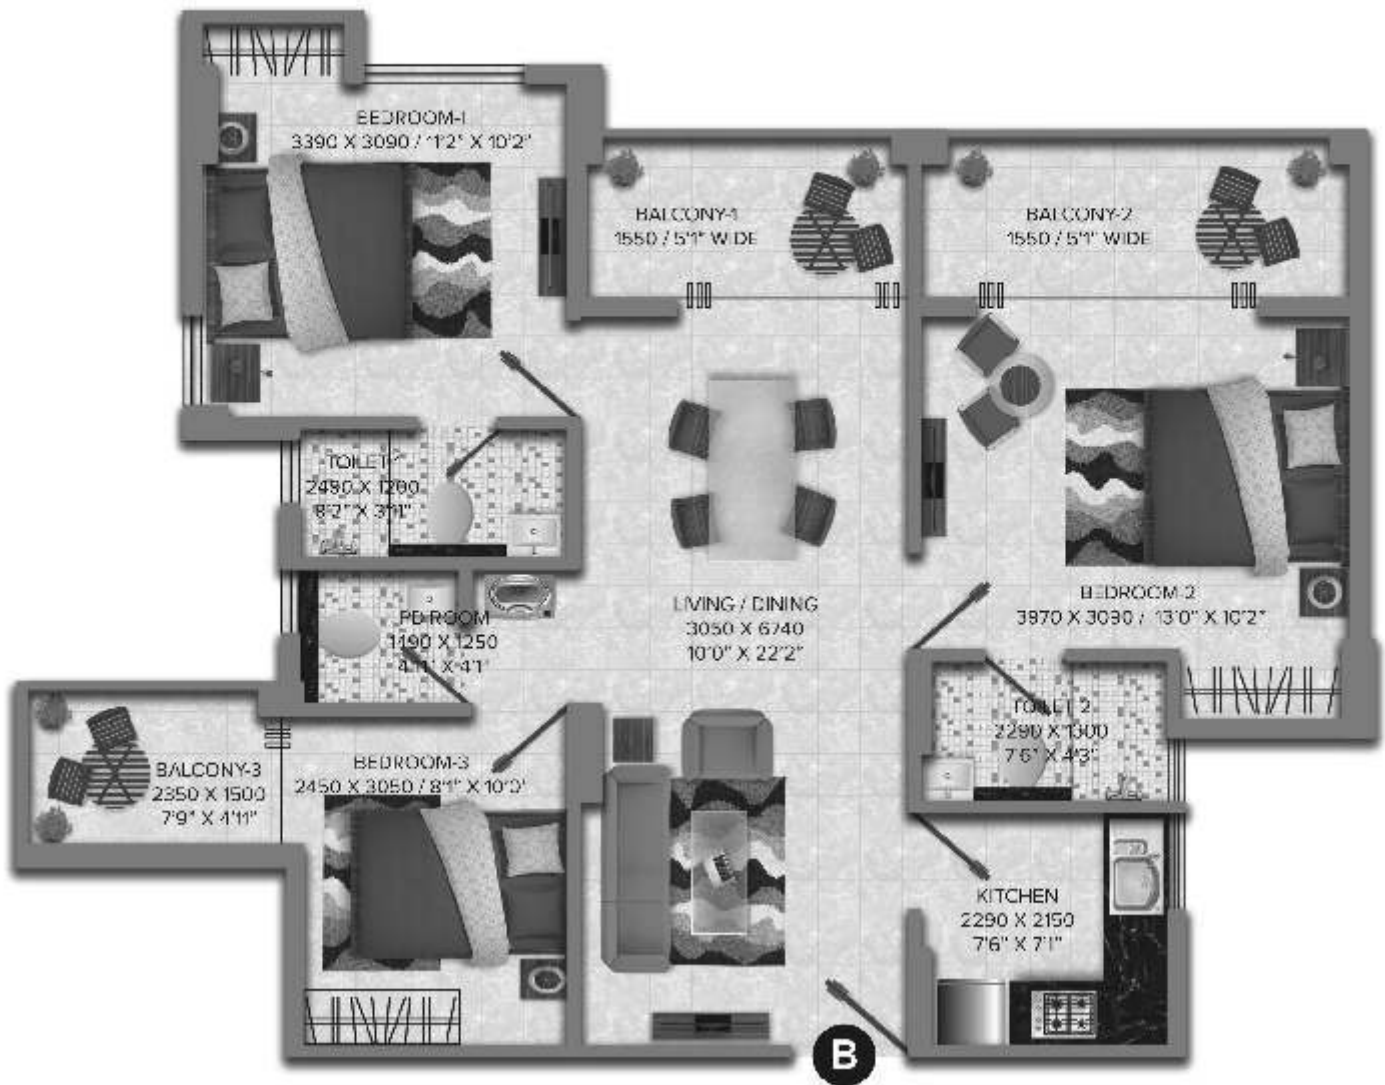 BEDROOM-1
3390 X 3090 / 11'2" X 10'2"
BALCONY-1
1550 / 5'1" WIDE
BALCONY-2
1550 / 5'1" WIDE
TOILET-1
2490 X 1200
8'2" X 3'11"
PD ROOM
1490 X 1250
4'11" X 4'1"
LIVING / DINING
3050 X 6740
10'0" X 22'2"
BEDROOM-2
3970 X 3090 / 13'0" X 10'2"
TOILET 2
2290 X 1300
7'6" X 4'3"
BALCONY-3
2350 X 1500
7'9" X 4'11"
BEDROOM-3
2450 X 3050 / 8'1" X 10'0"
KITCHEN
2290 X 2150
7'6" X 7'1"
B